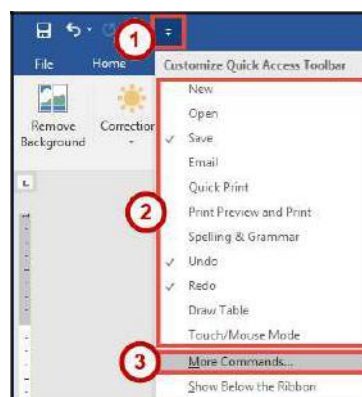 1
File Home Customize Quick Access Toolbar
New
Remove Correction Open
Background
✓ Save
Email
Quick Print
2 Print Preview and Print
Spelling & Grammar
✓ Undo
✓ Redo
Draw Table
Touch/Mouse Mode
3 More Commands...
Show Below the Ribbon